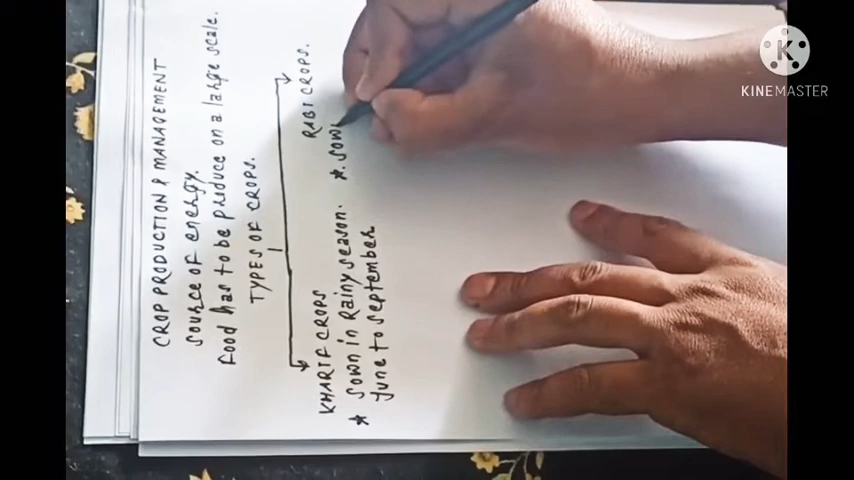 CROP PRODUCTION & MANAGEMENT
source of energy.
Food has to be produce on a large scale.
TYPES OF CROPS.
KHARIF CROPS
* Sown in Rainy season.
June to September
RABI CROPS.
*. Sow
K
KINEMASTER